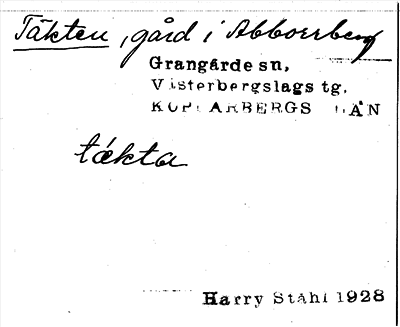 Täkten, gård i Abborrberg
Grangärde sn,
Västerbergslags tg.
KOPPARBERGS LÄN
täkta
Harry Ståhl 1928